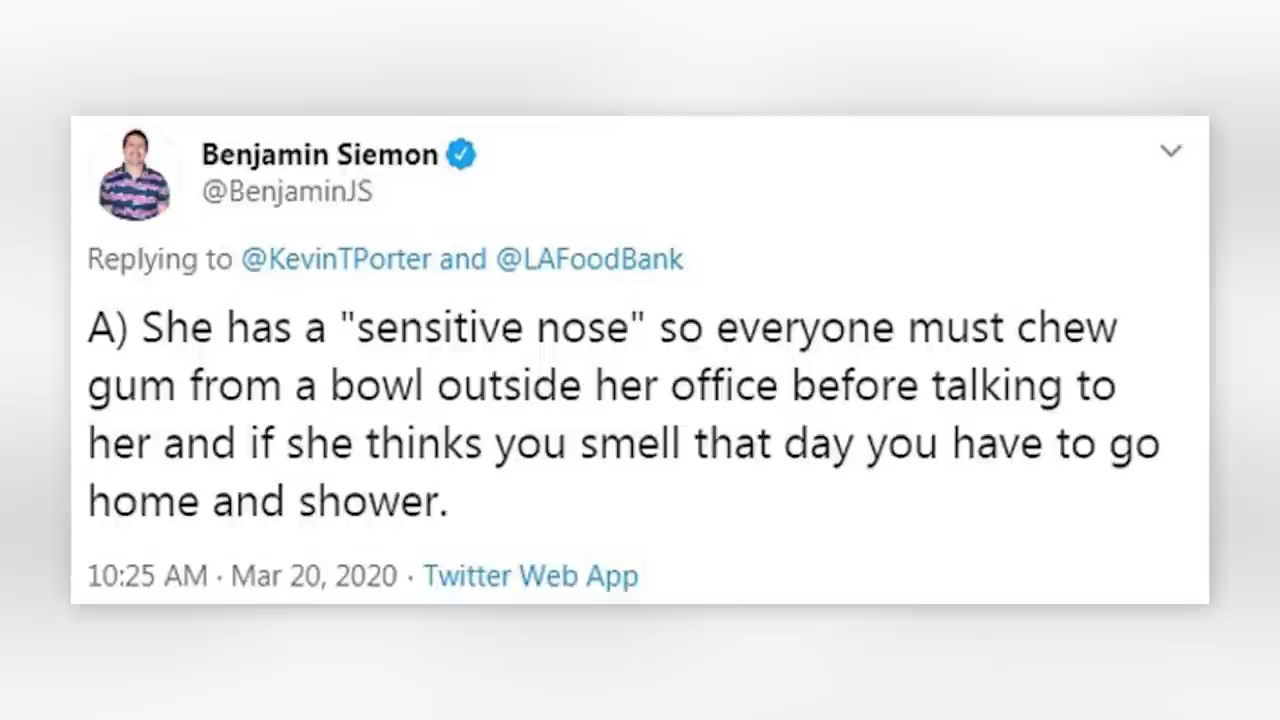 Benjamin Siemon
@BenjaminJS
Replying to @KevinTPorter and @LAFoodBank
A) She has a "sensitive nose" so everyone must chew
gum from a bowl outside her office before talking to
her and if she thinks you smell that day you have to go
home and shower.
10:25 AM · Mar 20, 2020 · Twitter Web App